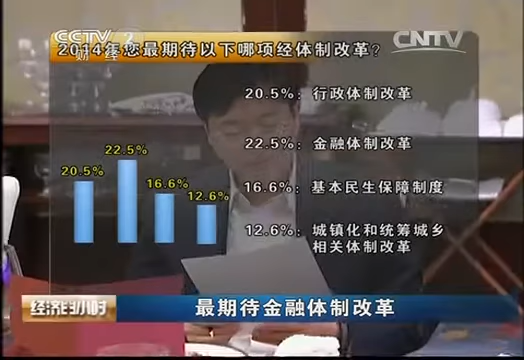 CCTV 2
财经
CNTV
2014年您最期待以下哪项经体制改革？
20.5%：行政体制改革
22.5%：金融体制改革
16.6%：基本民生保障制度
12.6%：城镇化和统筹城乡
相关体制改革
20.5%
22.5%
16.6%
12.6%
经济半小时
最期待金融体制改革